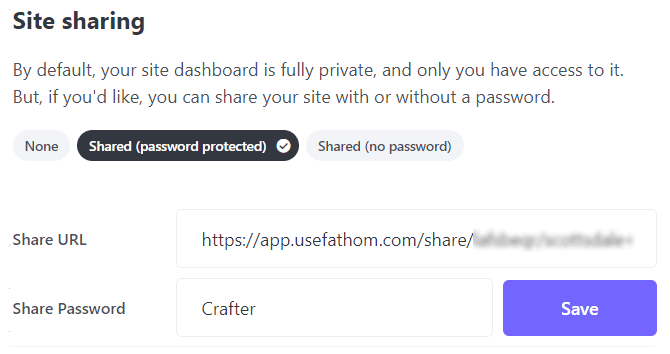 Site sharing
By default, your site dashboard is fully private, and only you have access to it.
But, if you'd like, you can share your site with or without a password.
None Shared (password protected) Shared (no password)
Share URL https://app.usefathom.com/share/
Share Password Crafter Save